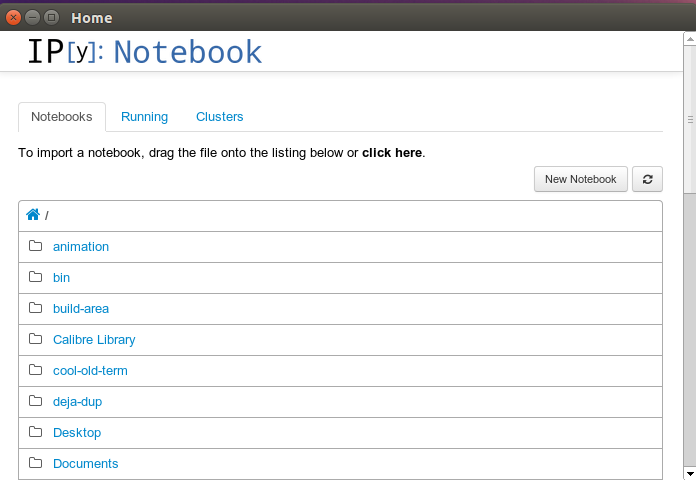 Home
IP[y]: Notebook
Notebooks Running Clusters
To import a notebook, drag the file onto the listing below or click here.
New Notebook
/
animation
bin
build-area
Calibre Library
cool-old-term
deja-dup
Desktop
Documents